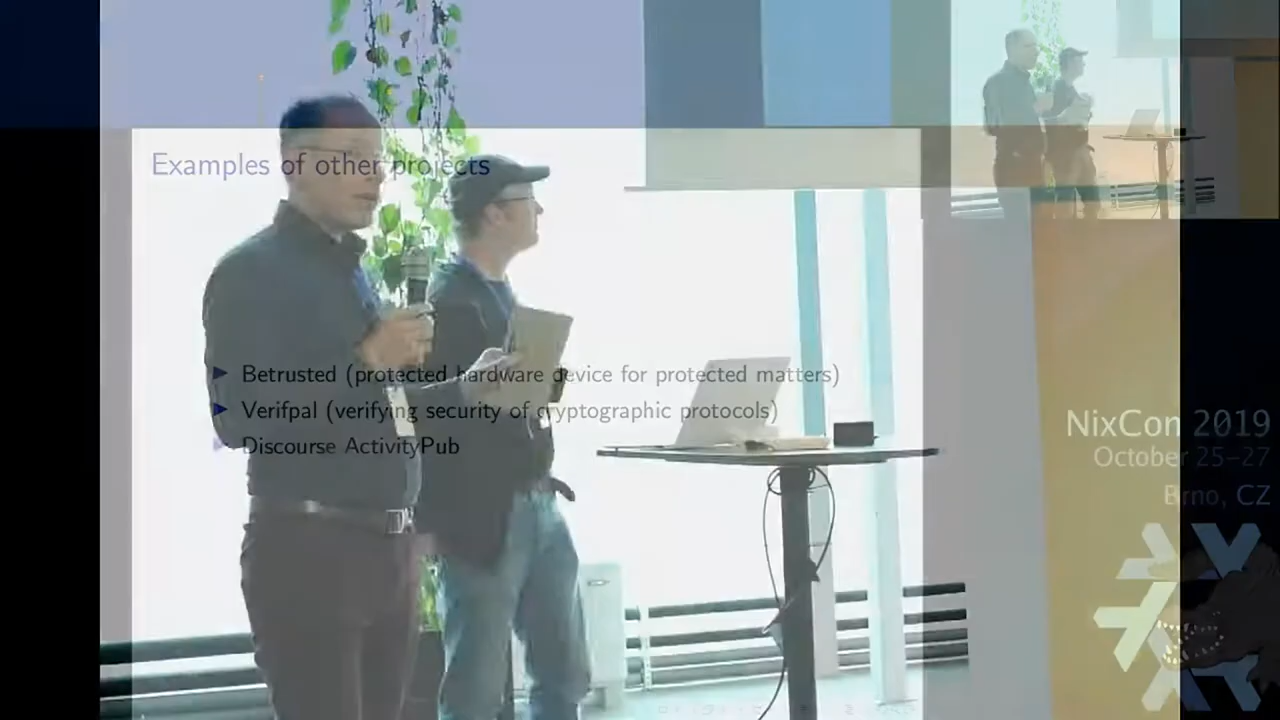 Examples of other projects
Betrusted (protected hardware device for protected matters)
Verifpal (verifying security of cryptographic protocols)
Discourse ActivityPub
NixCon 2019
October 25–27
Brno, CZ